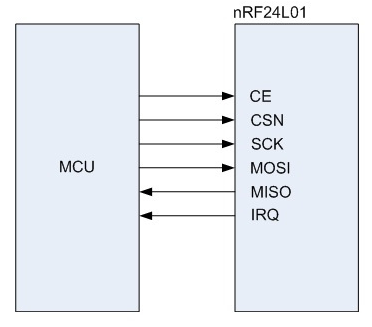 nRF24L01
MCU
CE
CSN
SCK
MOSI
MISO
IRQ